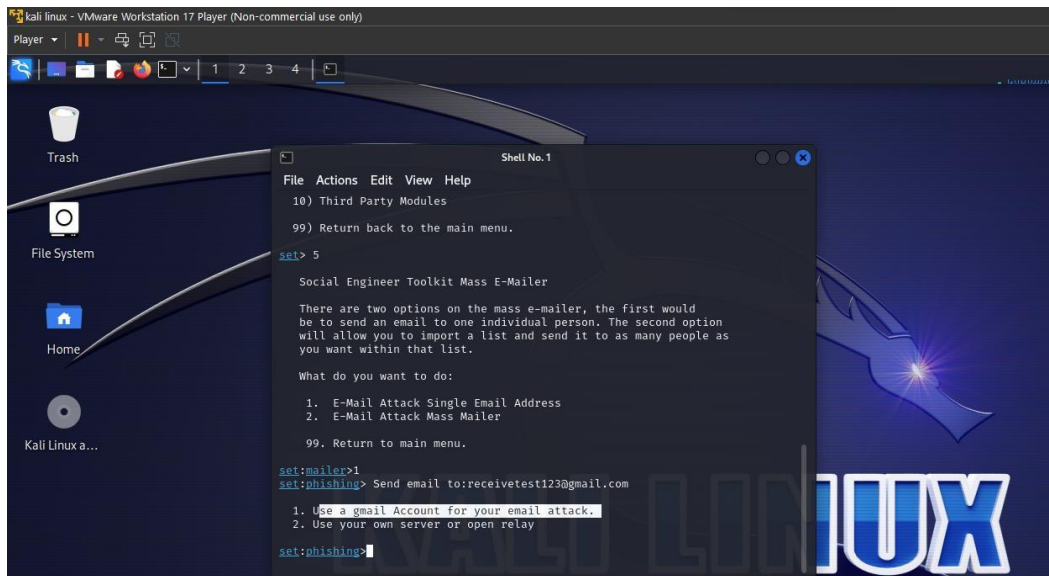 kali linux - VMware Workstation 17 Player (Non-commercial use only)
Player
1 2 3 4
Trash
File System
Home
Kali Linux a...
Shell No. 1
File Actions Edit View Help
10) Third Party Modules
99) Return back to the main menu.
set> 5
Social Engineer Toolkit Mass E-Mailer
There are two options on the mass e-mailer, the first would
be to send an email to one individual person. The second option
will allow you to import a list and send it to as many people as
you want within that list.
What do you want to do:
1. E-Mail Attack Single Email Address
2. E-Mail Attack Mass Mailer
99. Return to main menu.
set:mailer>1
set:phishing> Send email to:receivetest123@gmail.com
1. Use a gmail Account for your email attack.
2. Use your own server or open relay
set:phishing>
KALI LINUX